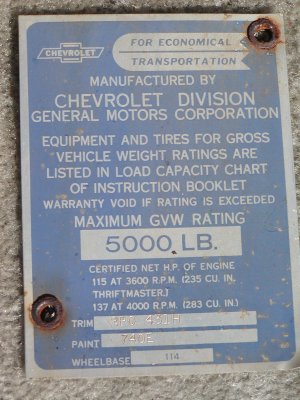 CHEVROLET
FOR ECONOMICAL
TRANSPORTATION
MANUFACTURED BY
CHEVROLET DIVISION
GENERAL MOTORS CORPORATION
EQUIPMENT AND TIRES FOR GROSS
VEHICLE WEIGHT RATINGS ARE
LISTED IN LOAD CAPACITY CHART
OF INSTRUCTION BOOKLET
WARRANTY VOID IF RATING IS EXCEEDED
MAXIMUM GVW RATING
5000 LB.
CERTIFIED NET H.P. OF ENGINE
115 AT 3600 R.P.M. (235 CU. IN.
THRIFTMASTER)
137 AT 4000 R.P.M. (283 CU. IN.)
TRIM
PAINT 740E
WHEELBASE 114